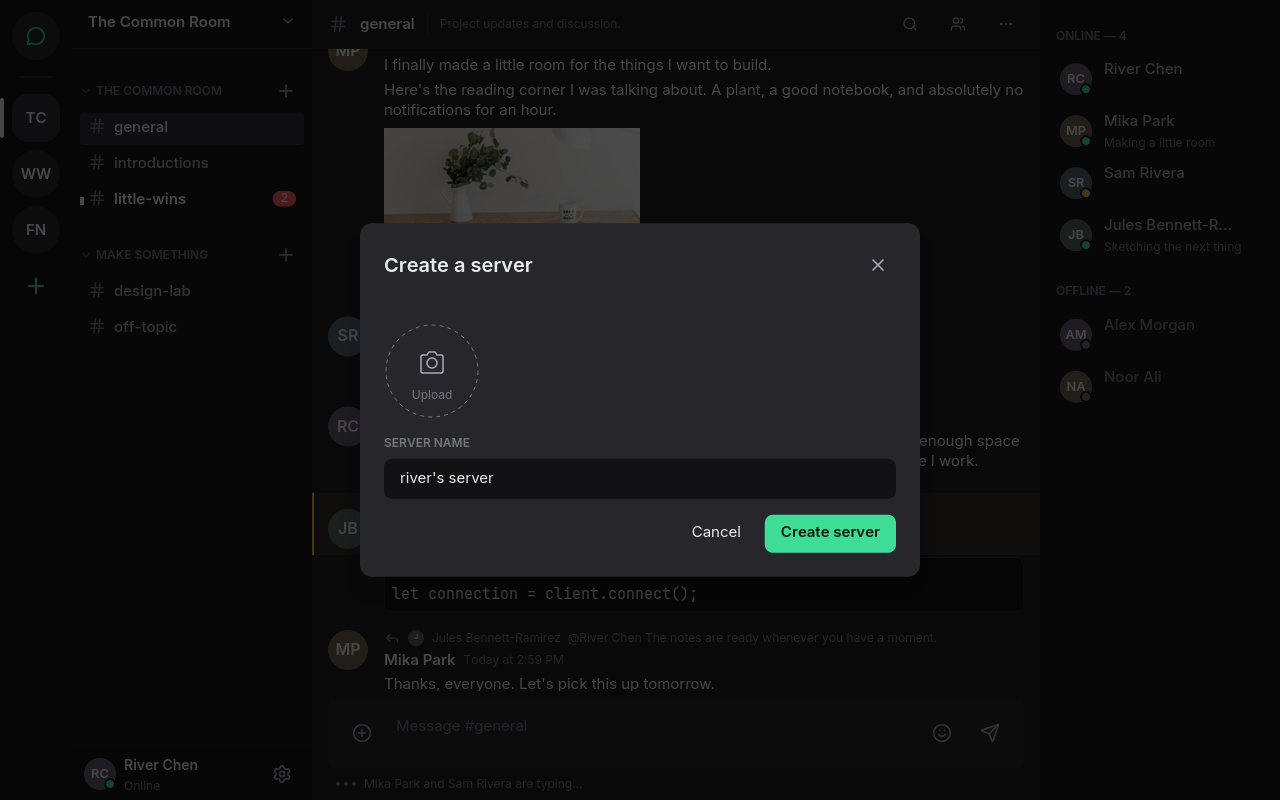 The Common Room
TC
WW
FN
THE COMMON ROOM
general
introductions
little-wins
2
MAKE SOMETHING
design-lab
off-topic
RC
River Chen
Online
general
Project updates and discussion.
MP
I finally made a little room for the things I want to build.
Here's the reading corner I was talking about. A plant, a good notebook, and absolutely no
notifications for an hour.
SR
RC
enough space
e I work.
JB
let connection = client.connect();
Jules Bennett-Ramirez @River Chen The notes are ready whenever you have a moment.
MP
Mika Park Today at 2:59 PM
Thanks, everyone. Let's pick this up tomorrow.
Message #general
Mika Park and Sam Rivera are typing...
Create a server
Upload
SERVER NAME
river's server
Cancel
Create server
ONLINE — 4
RC
River Chen
MP
Mika Park
Making a little room
SR
Sam Rivera
JB
Jules Bennett-R...
Sketching the next thing
OFFLINE — 2
AM
Alex Morgan
NA
Noor Ali